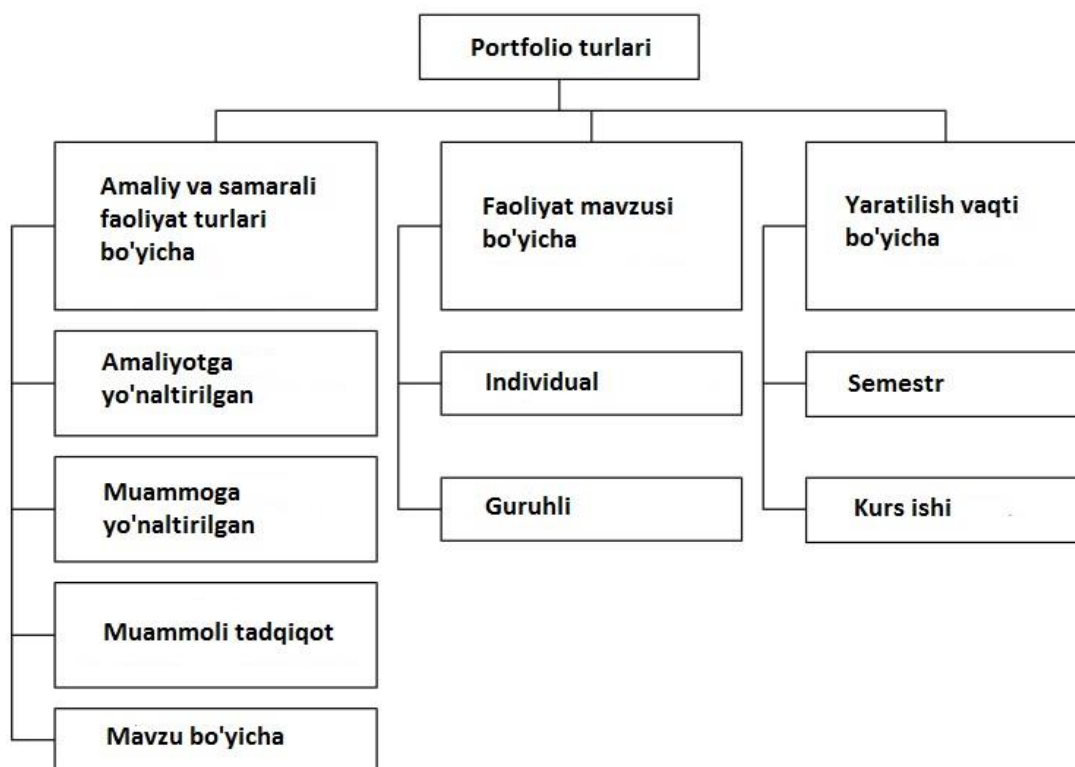 Portfolio turlari
Amaliy va samarali
faoliyat turlari
bo'yicha
Amaliyotga
yo'naltirilgan
Muammoga
yo'naltirilgan
Muammoli tadqiqot
Mavzu bo'yicha
Faoliyat mavzusi
bo'yicha
Individual
Guruhli
Yaratilish vaqti
bo'yicha
Semestr
Kurs ishi